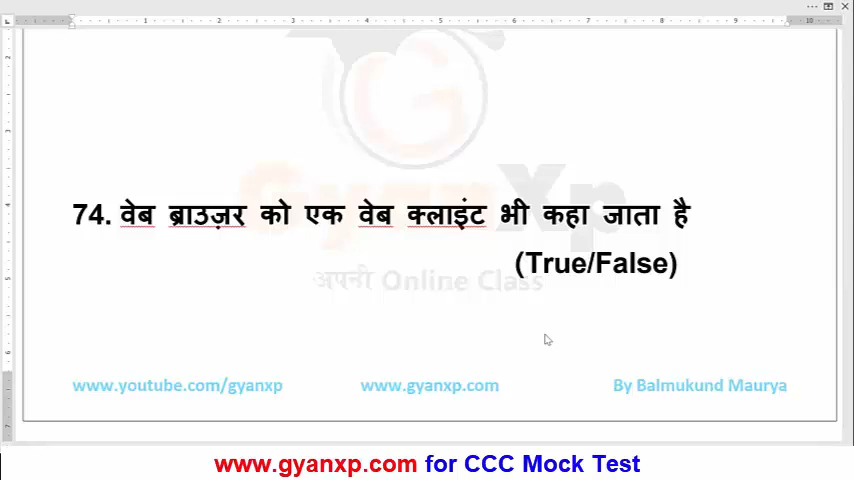 GyanXp
74. वेब ब्राउज़र को एक वेब क्लाइंट भी कहा जाता है
(True/False)
अपनी Online Class
www.youtube.com/gyanxp
www.gyanxp.com
By Balmukund Maurya
www.gyanxp.com for CCC Mock Test